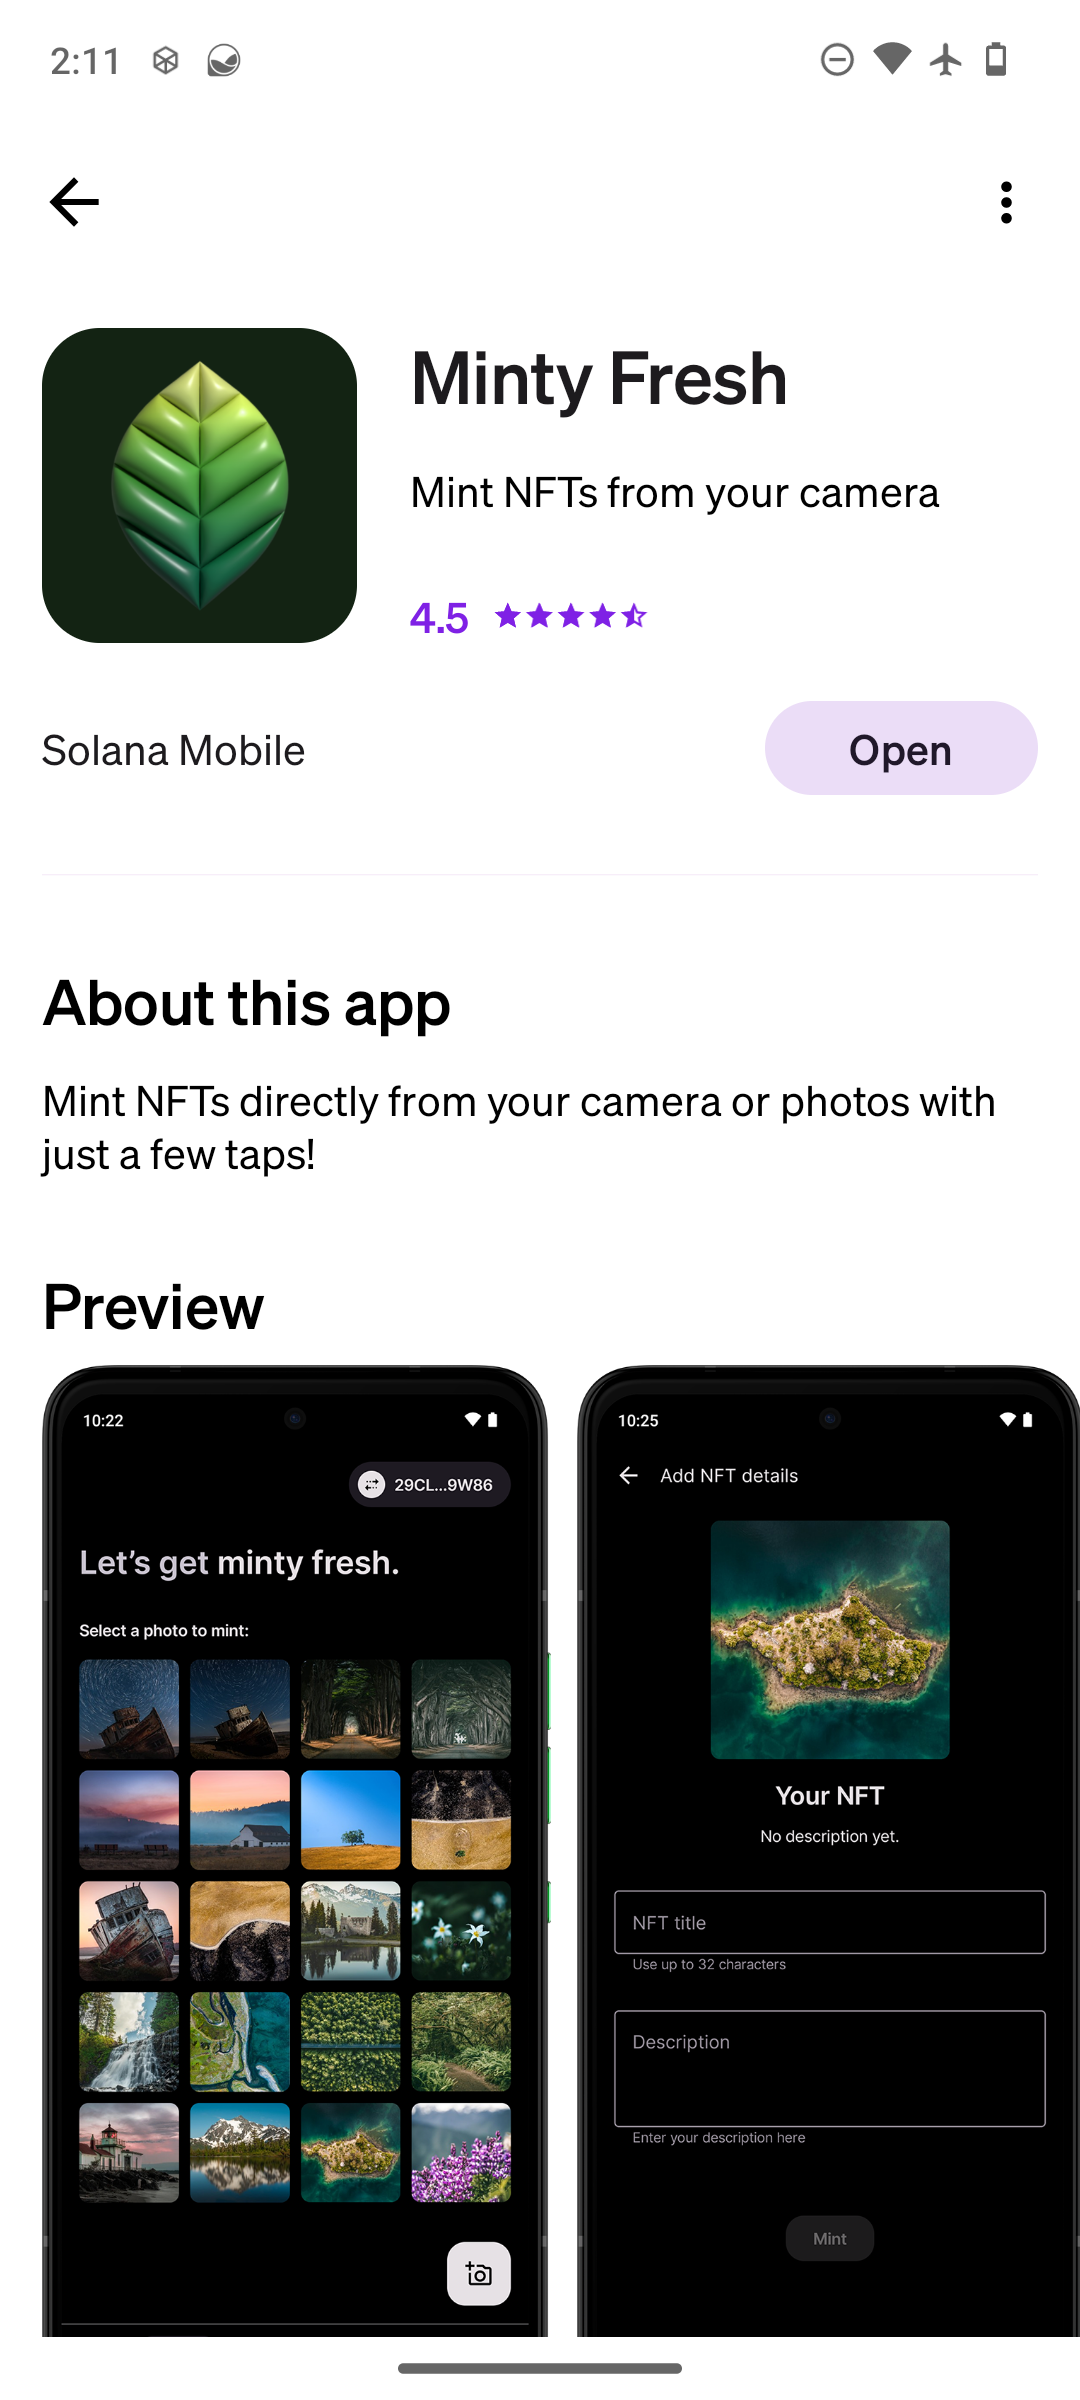 2:11
Minty Fresh
Mint NFTs from your camera
4.5
Solana Mobile
Open
About this app
Mint NFTs directly from your camera or photos with
just a few taps!
Preview
10:22
29CL...9W86
Let’s get minty fresh.
Select a photo to mint:
10:25
Add NFT details
Your NFT
No description yet.
NFT title
Use up to 32 characters
Description
Enter your description here
Mint